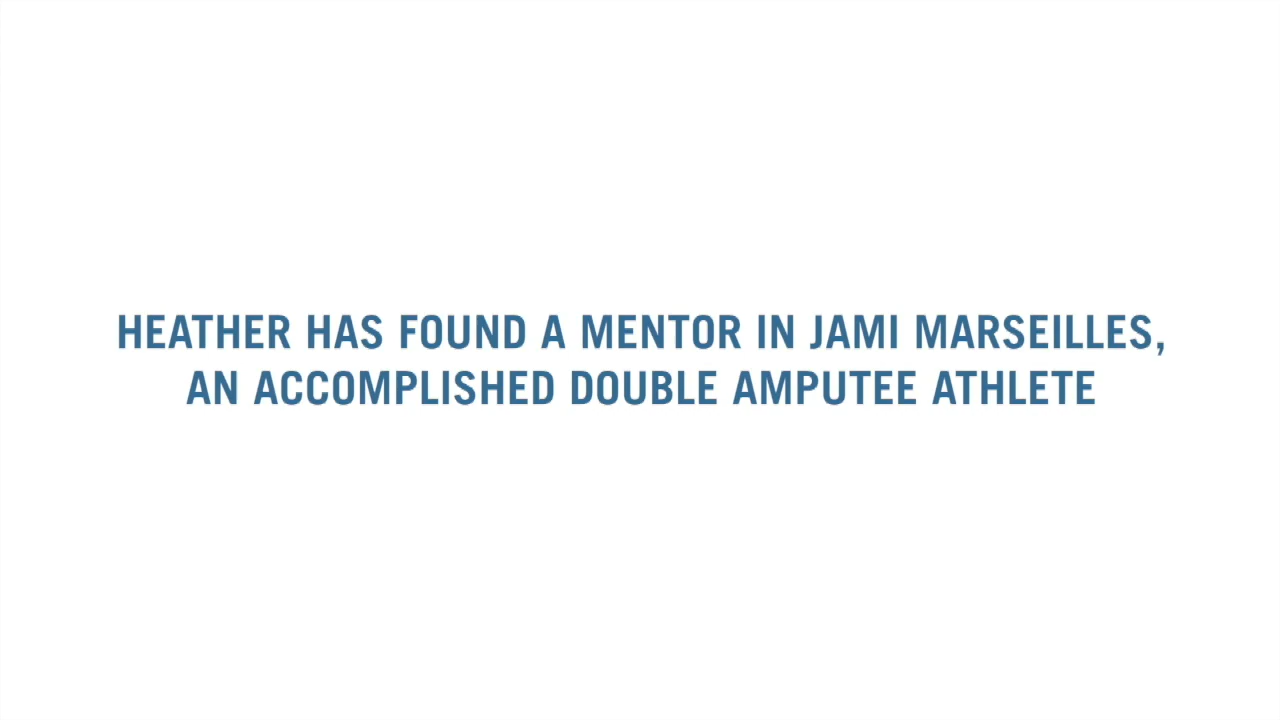 HEATHER HAS FOUND A MENTOR IN JAMI MARSEILLES,
AN ACCOMPLISHED DOUBLE AMPUTEE ATHLETE